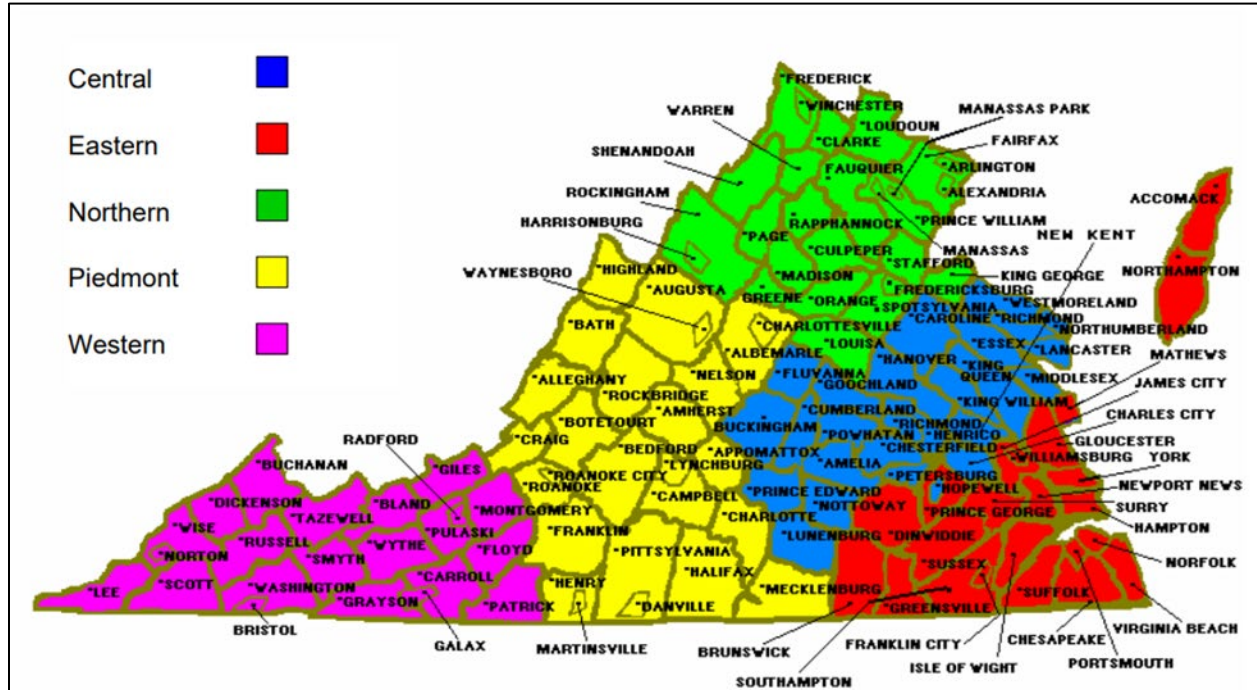 Central
Eastern
Northern
Piedmont
Western
FREDERICK
WINCHESTER
MANASSAS PARK
WARREN
LOUDOUN
FAIRFAX
CLARKE
SHENANDOAH
FAUQUIER
ARLINGTON
ROCKINGHAM
ALEXANDRIA
ACCOMACK
HARRISONBURG
RAPPHANNOCK
PRINCE WILLIAM
PAGE
NEW KENT
CULPEPER
MANASSAS
WAYNESBORO
HIGHLAND
STAFFORD
NORTHAMPTON
AUGUSTA
MADISON
KING GEORGE
GREENE
ORANGE
FREDERICKSBURG
SPOTSYLVANIA
WESTMORELAND
BATH
CHARLOTTESVILLE
CAROLINE
RICHMOND
NORTHUMBERLAND
LOUISA
ESSEX
ALBEMARLE
HANOVER
LANCASTER
MATHEWS
NELSON
FLUVANNA
KING
QUEEN
MIDDLESEX
ALLEGHANY
GOOCHLAND
JAMES CITY
ROCKBRIDGE
KING WILLIAM
AMHERST
CUMBERLAND
CHARLES CITY
BOTETOURT
BUCKINGHAM
RICHMOND
RADFORD
CRAIG
POWHATAN
HENRICO
GLOUCESTER
BEDFORD
APPOMATTOX
CHESTERFIELD
WILLIAMSBURG
YORK
BUCHANAN
GILES
LYNCHBURG
AMELIA
ROANOKE CITY
PETERSBURG
ROANOKE
HOPEWELL
NEWPORT NEWS
DICKENSON
BLAND
CAMPBELL
PRINCE EDWARD
SURRY
TAZEWELL
MONTGOMERY
NOTTOWAY
PRINCE GEORGE
WISE
PULASKI
FRANKLIN
CHARLOTTE
HAMPTON
RUSSELL
WYTHE
LUNENBURG
DINWIDDIE
NORTON
SMYTH
FLOYD
PITTSYLVANIA
NORFOLK
SUSSEX
CARROLL
HENRY
HALIFAX
LEE
SCOTT
WASHINGTON
MECKLENBURG
GRAYSON
PATRICK
DANVILLE
GREENSVILLE
SUFFOLK
BRISTOL
GALAX
MARTINSVILLE
BRUNSWICK
FRANKLIN CITY
CHESAPEAKE
VIRGINIA BEACH
ISLE OF WIGHT
PORTSMOUTH
SOUTHAMPTON